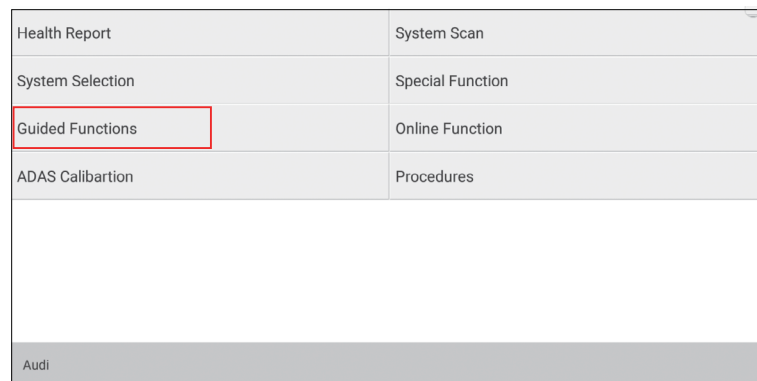 Health Report
System Scan
System Selection
Special Function
Guided Functions
Online Function
ADAS Calibartion
Procedures
Audi